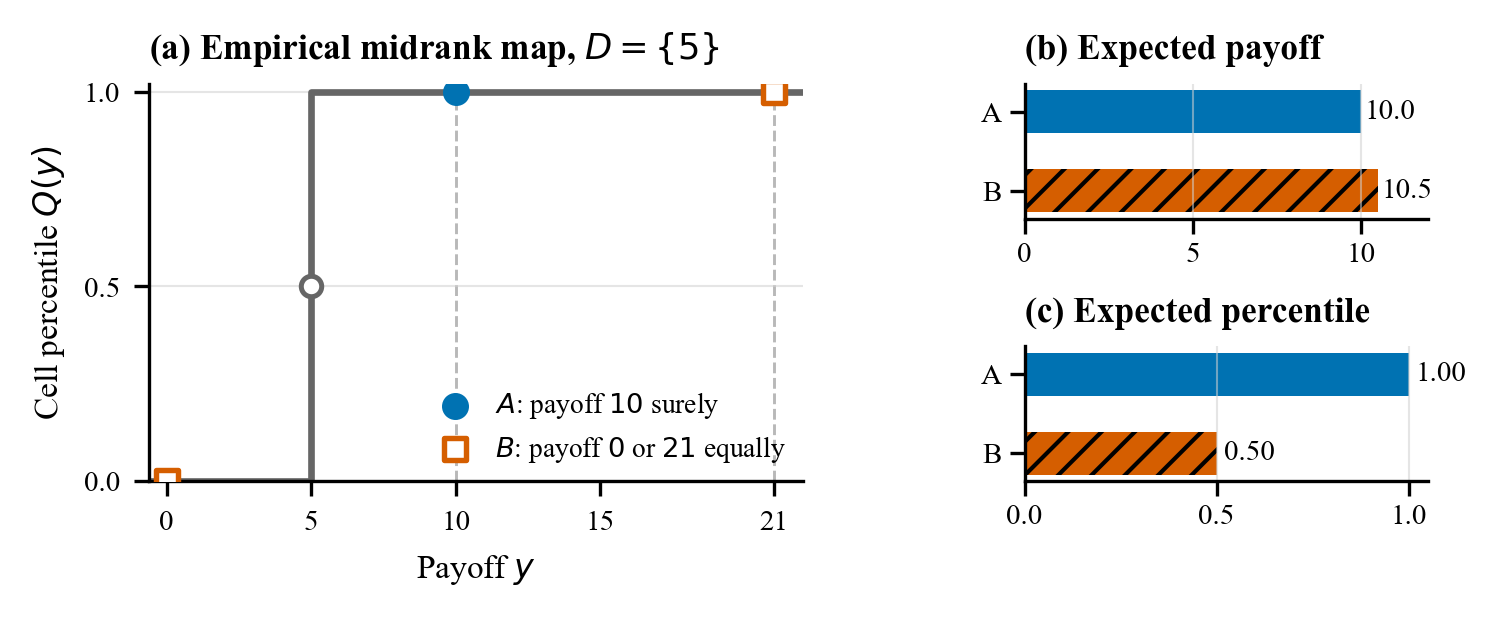 (a) Empirical midrank map, D = {5}
1.0
0.5
0.0
Cell percentile Q(y)
A: payoff 10 surely
B: payoff 0 or 21 equally
0 5 10 15 21
Payoff y
(b) Expected payoff
A 10.0
B 10.5
0 5 10
(c) Expected percentile
A 1.00
B 0.50
0.0 0.5 1.0